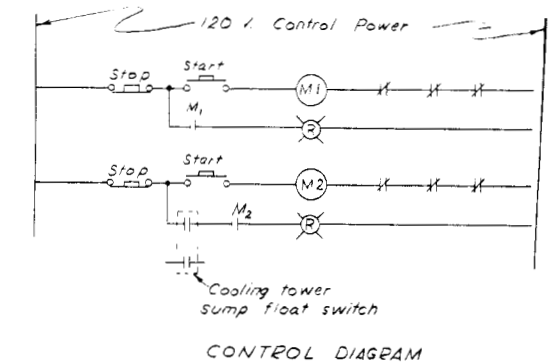 120 V. Control Power
Stop
Start
M1
M1
R
Stop
Start
M2
M2
R
Cooling tower
sump float switch
CONTROL DIAGRAM